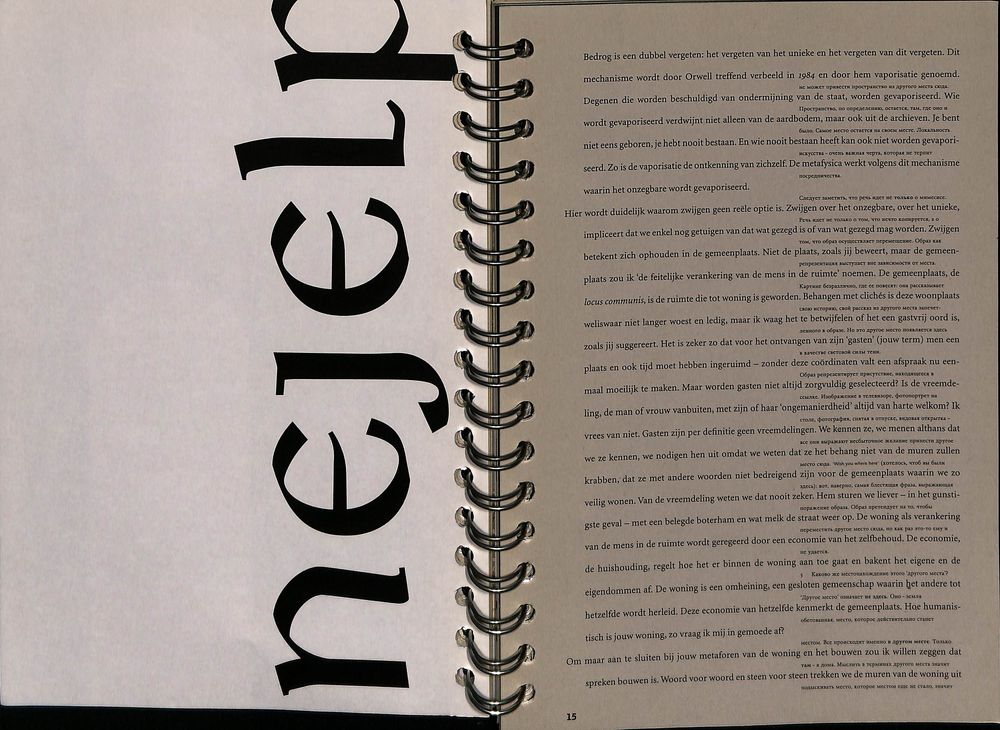 nejelp
Bedrog is een dubbel vergeten: het vergeten van het unieke en het vergeten van dit vergeten. Dit
mechanisme wordt door Orwell treffend verbeeld in 1984 en door hem vaporisatie genoemd.
Degenen die worden beschuldigd van ondermijning van de staat, worden gevaporiseerd. Wie
wordt gevaporiseerd verdwijnt niet alleen van de aardbodem, maar ook uit de archieven. Je bent
niet eens geboren, je hebt nooit bestaan. En wie nooit bestaan heeft kan ook niet worden gevapori-
seerd. Zo is de vaporisatie de ontkenning van zichzelf. De metafysica werkt volgens dit mechanisme
waarin het onzegbare wordt gevaporiseerd.
Hier wordt duidelijk waarom zwijgen geen reële optie is. Zwijgen over het onzegbare, over het unieke,
impliceert dat we enkel nog getuigen van dat wat gezegd is of van wat gezegd mag worden. Zwijgen
betekent zich ophouden in de gemeenplaats. Niet de plaats, zoals jij beweert, maar de gemeen-
plaats zou ik 'de feitelijke verankering van de mens in de ruimte' noemen. De gemeenplaats, de
locus communis, is de ruimte die tot woning is geworden. Behangen met clichés is deze woonplaats
weliswaar niet langer woest en ledig, maar ik waag het te betwijfelen of het een gastvrij oord is,
zoals jij suggereert. Het is zeker zo dat voor het ontvangen van zijn 'gasten' (jouw term) men een
plaats en ook tijd moet hebben ingeruimd – zonder deze coördinaten valt een afspraak nu een-
maal moeilijk te maken. Maar worden gasten niet altijd zorgvuldig geselecteerd? Is de vreemde-
ling, de man of vrouw vanbuiten, met zijn of haar 'ongemanierdheid' altijd van harte welkom? Ik
vrees van niet. Gasten zijn per definitie geen vreemdelingen. We kennen ze, we menen althans dat
we ze kennen, we nodigen hen uit omdat we weten dat ze het behang niet van de muren zullen
krabben, dat ze met andere woorden niet bedreigend zijn voor de gemeenplaats waarin we zo
veilig wonen. Van de vreemdeling weten we dat nooit zeker. Hem sturen we liever – in het gunsti-
gste geval – met een belegde boterham en wat melk de straat weer op. De woning als verankering
van de mens in de ruimte wordt geregeerd door een economie van het zelfbehoud. De economie,
de huishouding, regelt hoe het er binnen de woning aan toe gaat en bakent het eigene en de
eigendommen af. De woning is een omheining, een gesloten gemeenschap waarin het andere tot
hetzelfde wordt herleid. Deze economie van hetzelfde kenmerkt de gemeenplaats. Hoe humanis-
tisch is jouw woning, zo vraag ik mij in gemoede af?
Om maar aan te sluiten bij jouw metaforen van de woning en het bouwen zou ik willen zeggen dat
spreken bouwen is. Woord voor woord en steen voor steen trekken we de muren van de woning uit
не может привести пространство из другого места сюда.
Пространство, по определению, остается, там, где оно и
было. Самое место остается на своем месте. Локальность
искусства - очень важная черта, которая не терпит
посредничества.
Следует заметить, что речь идет не только о мимесисе.
Речь идет не только о том, что нечто копируется, а о
том, что образ осуществляет перемещение. Образ как
репрезентация выступает вне зависимости от места.
Картине безразлично, где ее повесят: она рассказывает
свою историю, свой рассказ из другого места запечат-
ленного в образе. Но это другое место появляется здесь
в качестве световой силы тени.
Образ репрезентирует присутствие, находящееся в
ссылке. Изображение в телевизоре, фотопортрет на
столе, фотография, снятая в отпуске, видовая открытка -
все они выражают несбыточное желание принести другое
место сюда. 'Wish you where here' (хотелось, чтоб вы были
здесь): вот, наверно, самая блестящая фраза, выражающая
поражение образа. Образ претендует на то, чтобы
переместить другое место сюда, но как раз это-то ему и
не удается.
5 Каково же местонахождение этого 'другого места'?
'Другое место' означает не здесь. Оно - земля
обетованная, место, которое действительно станет
местом. Все происходит именно в другом месте. Только
там - я дома. Мыслить в терминах другого места значит
подыскивать место, которое местом еще не стало, значит
15